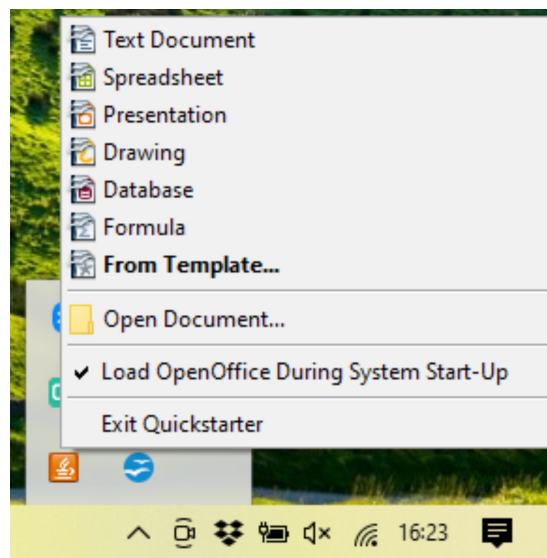 Text Document
Spreadsheet
Presentation
Drawing
Database
Formula
From Template...
Open Document...
Load OpenOffice During System Start-Up
Exit Quickstarter
16:23